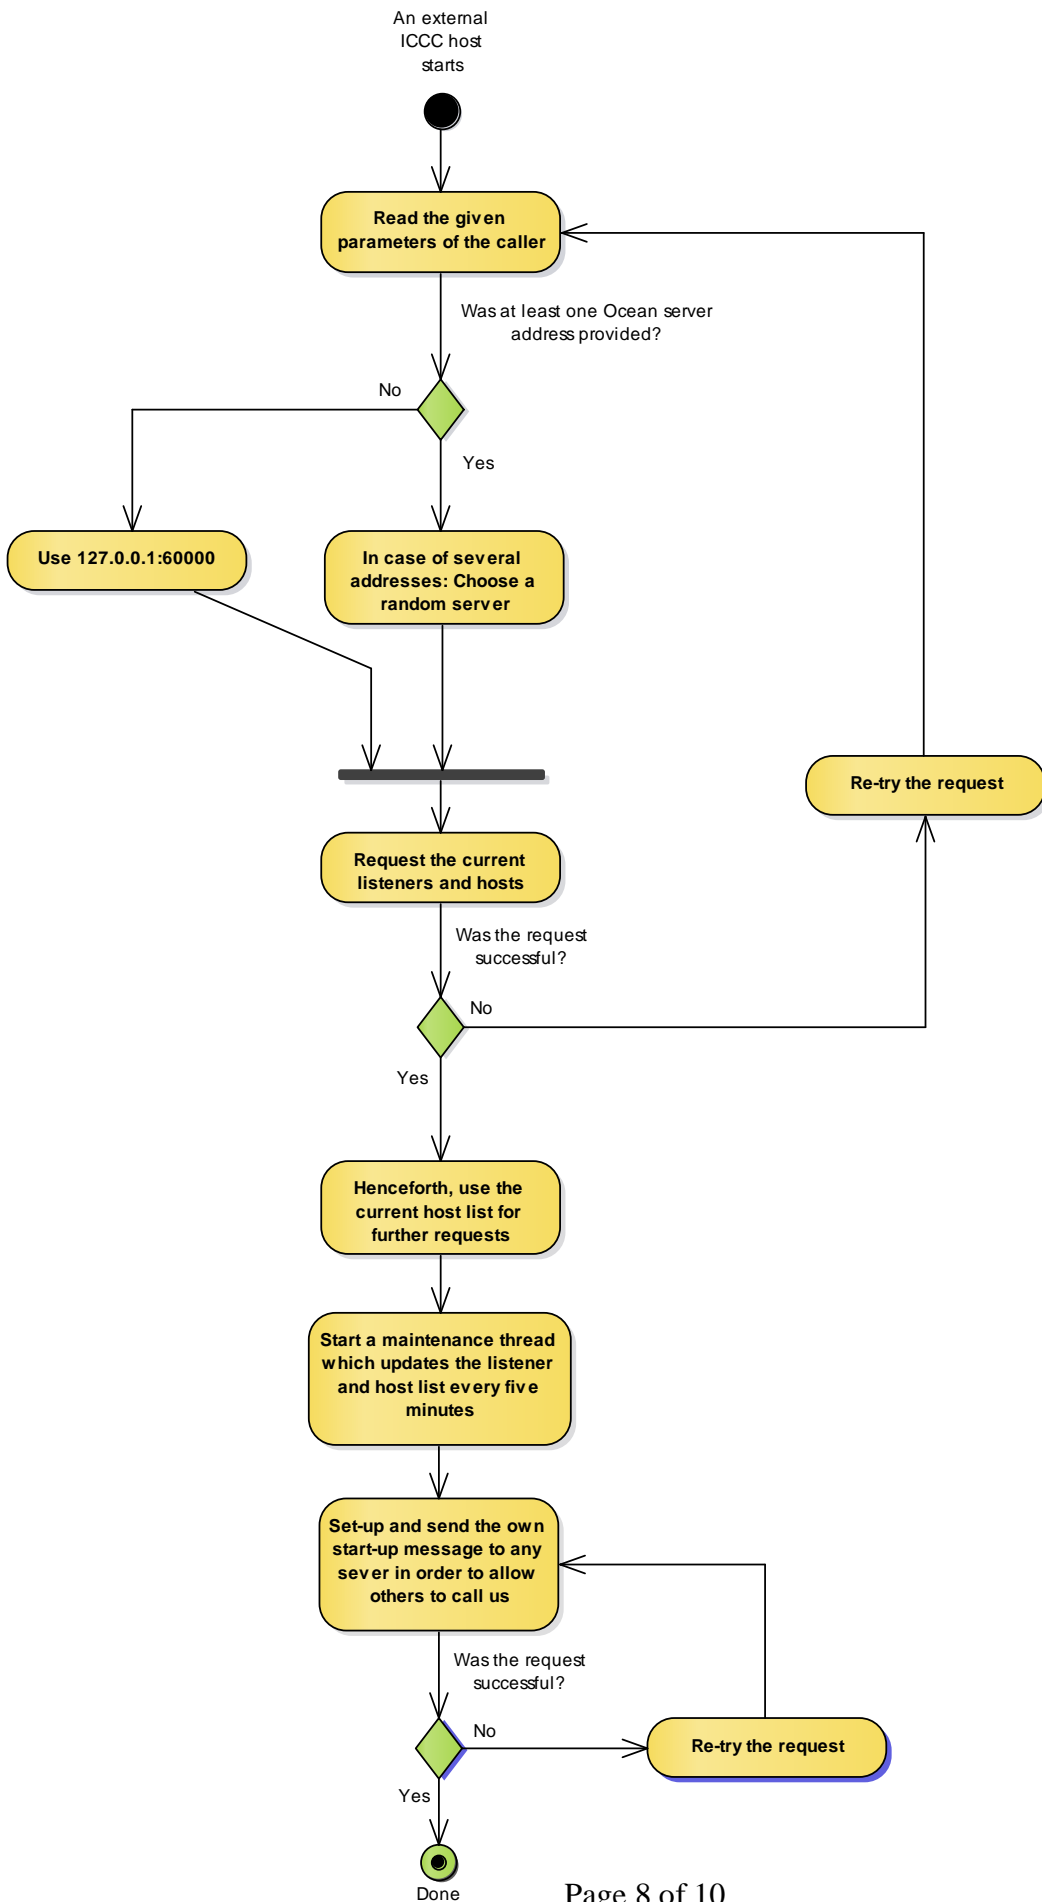 An external
ICCC host
starts
Read the given
parameters of the caller
Was at least one Ocean server
address provided?
No
Yes
Use 127.0.0.1:60000
In case of several
addresses: Choose a
random server
Re-try the request
Request the current
listeners and hosts
Was the request
successful?
No
Yes
Henceforth, use the
current host list for
further requests
Start a maintenance thread
which updates the listener
and host list every five
minutes
Set-up and send the own
start-up message to any
sever in order to allow
others to call us
Was the request
successful?
No
Re-try the request
Yes
Done
Page 8 of 10